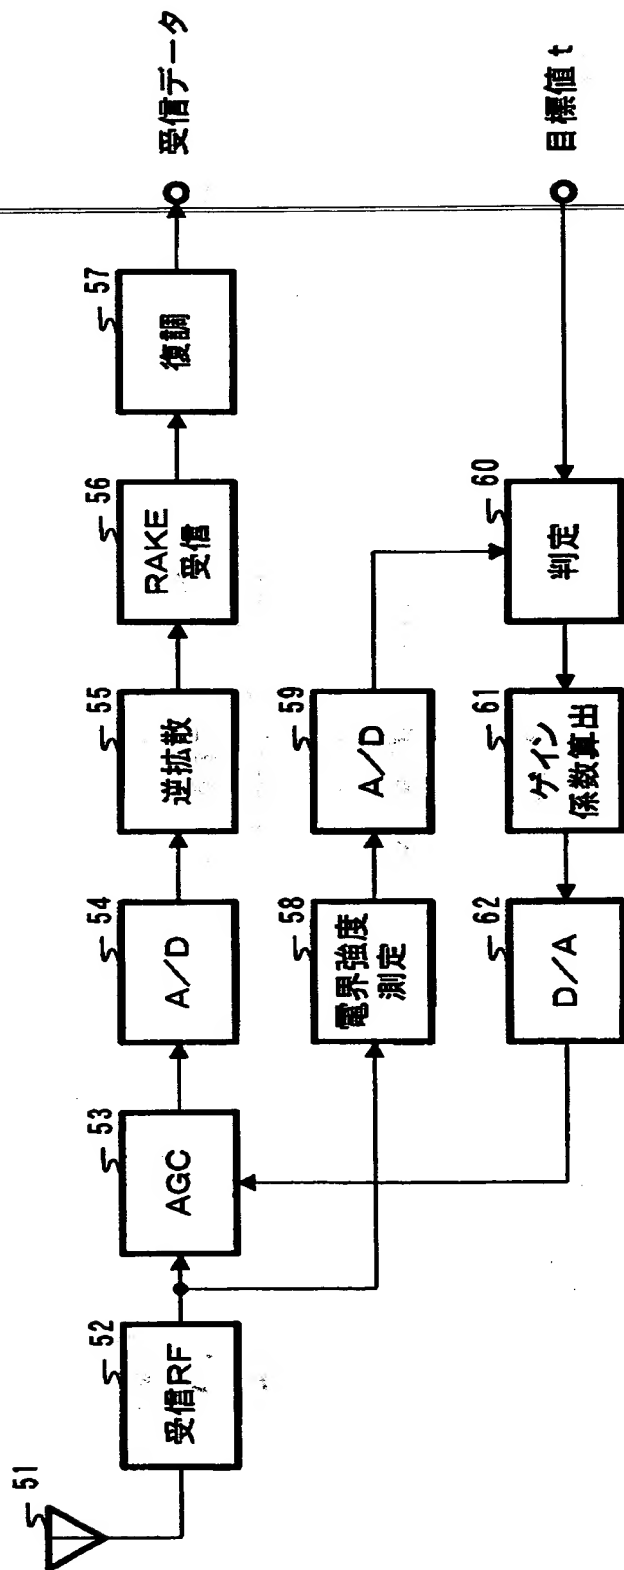 51
52
受信RF
53
AGC
54
A/D
55
逆拡散
56
RAKE
受信
57
復調
受信データ
58
電界強度
測定
59
A/D
60
判定
目標値 t
61
ゲイン
係数算出
62
D/A